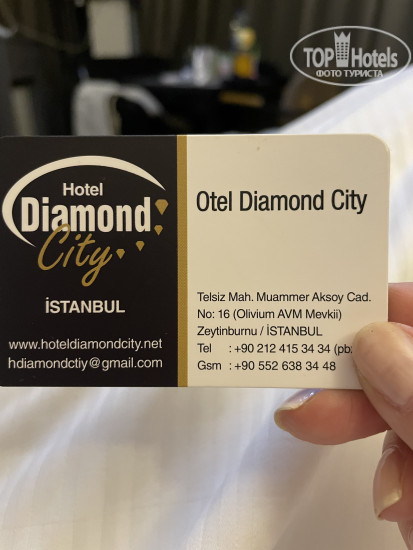 TOP Hotels
ФОТО ТУРИСТА
Hotel
Diamond
City
İSTANBUL
www.hoteldiamondcity.net
hdiamondctiy@gmail.com
Otel Diamond City
Telsiz Mah. Muammer Aksoy Cad.
No: 16 (Olivium AVM Mevkii)
Zeytinburnu / İSTANBUL
Tel : +90 212 415 34 34 (pb
Gsm : +90 552 638 34 48